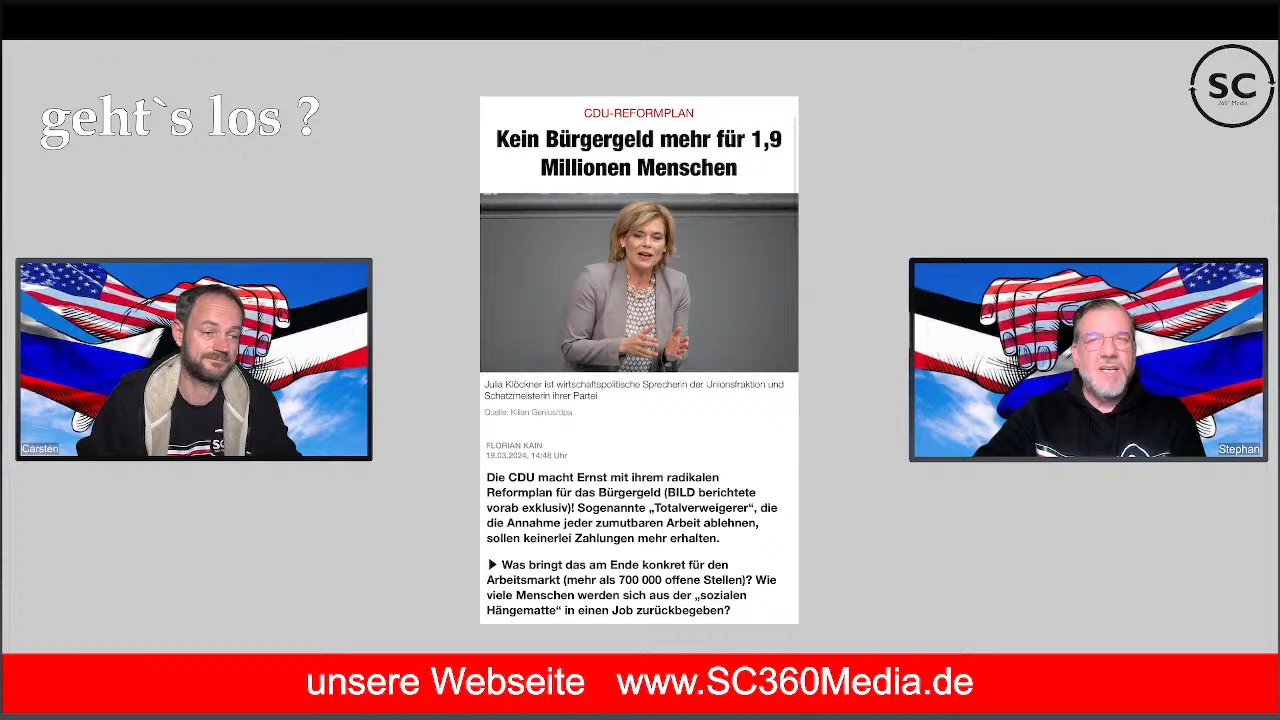 geht`s los ?
SC
360° Media
CDU-REFORMPLAN
Kein Bürgergeld mehr für 1,9
Millionen Menschen
Julia Klöckner ist wirtschaftspolitische Sprecherin der Unionsfraktion und
Schatzmeisterin ihrer Partei
Quelle: Kilian Genius/dpa
FLORIAN KAIN
19.03.2024, 14:48 Uhr
Die CDU macht Ernst mit ihrem radikalen
Reformplan für das Bürgergeld (BILD berichtete
vorab exklusiv)! Sogenannte „Totalverweigerer“, die
die Annahme jeder zumutbaren Arbeit ablehnen,
sollen keinerlei Zahlungen mehr erhalten.
▶ Was bringt das am Ende konkret für den
Arbeitsmarkt (mehr als 700 000 offene Stellen)? Wie
viele Menschen werden sich aus der „sozialen
Hängematte“ in einen Job zurückbegeben?
Carsten
Stephan
unsere Webseite www.SC360Media.de